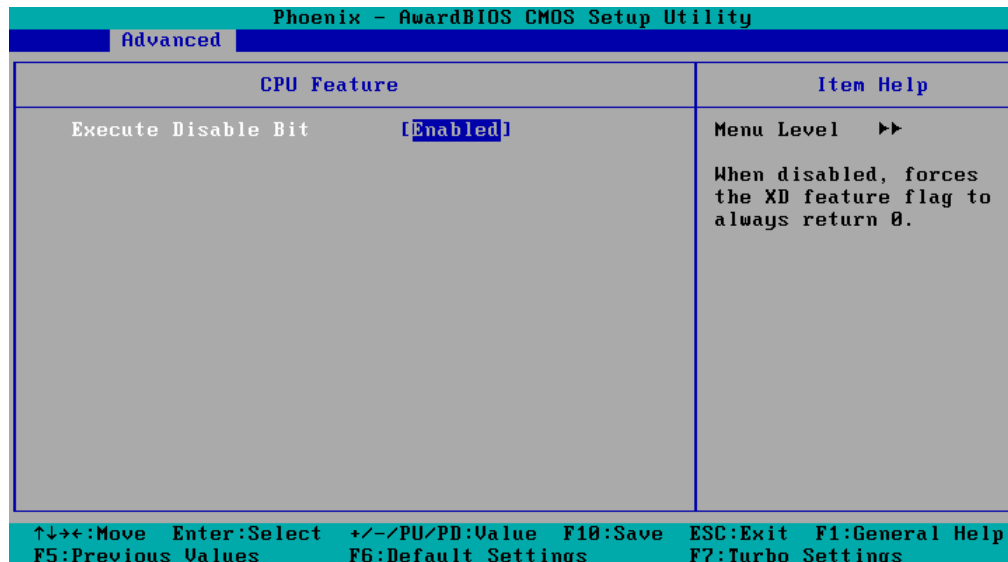 Phoenix - AwardBIOS CMOS Setup Utility
Advanced
CPU Feature
Item Help
Execute Disable Bit [Enabled]
Menu Level ▶▶
When disabled, forces
the XD feature flag to
always return 0.
↑↓→←:Move Enter:Select +/-/PU/PD:Value F10:Save ESC:Exit F1:General Help
F5:Previous Values F6:Default Settings F7:Turbo Settings